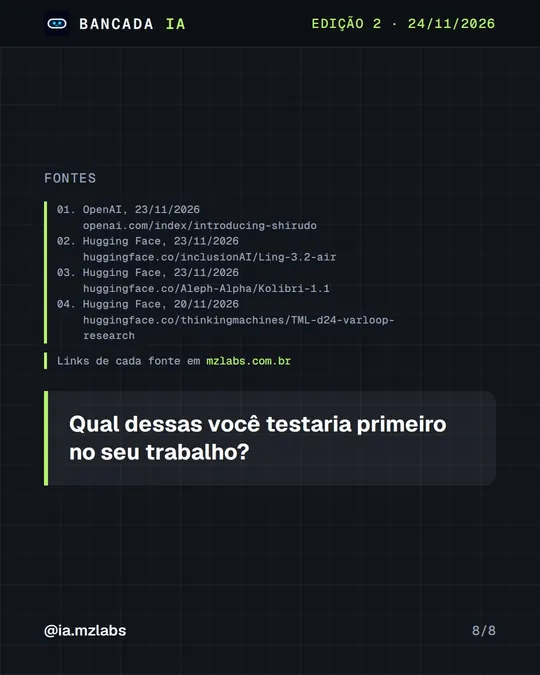 BANCADA IA
EDIÇÃO 2 · 24/11/2026
FONTES
01. OpenAI, 23/11/2026
openai.com/index/introducing-shirudo
02. Hugging Face, 23/11/2026
huggingface.co/inclusionAI/Ling-3.2-air
03. Hugging Face, 23/11/2026
huggingface.co/Aleph-Alpha/Kolibri-1.1
04. Hugging Face, 20/11/2026
huggingface.co/thinkingmachines/TML-d24-varloop-
research
Links de cada fonte em mzlabs.com.br
Qual dessas você testaria primeiro
no seu trabalho?
@ia.mzlabs
8/8